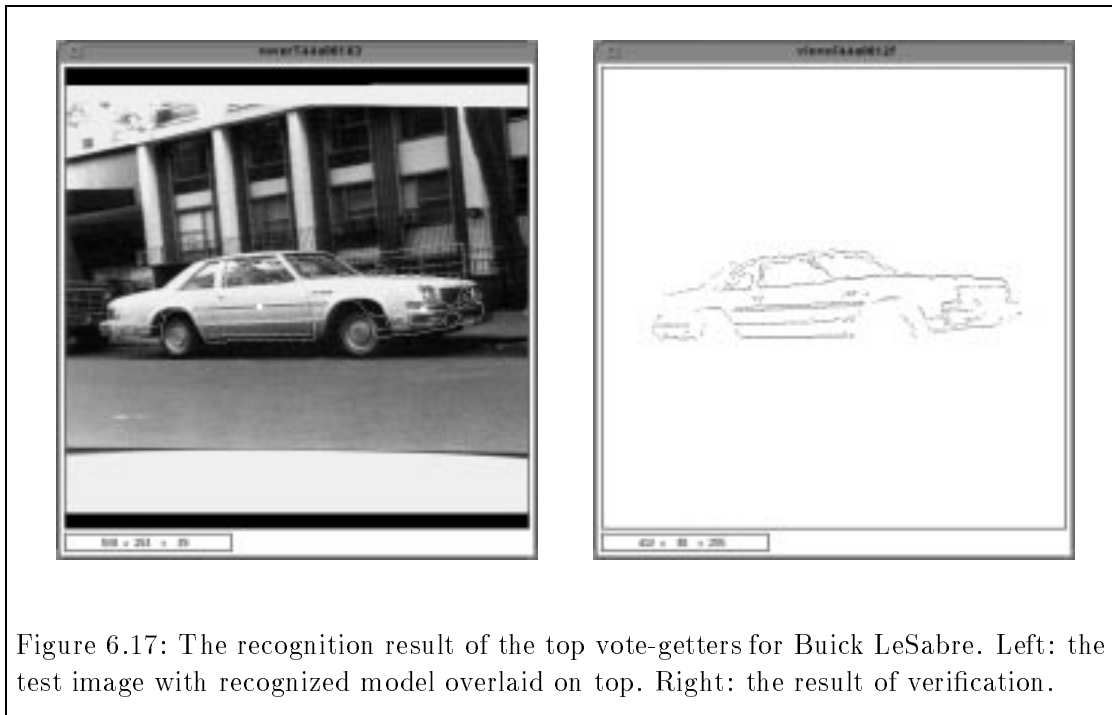 Figure 6.17: The recognition result of the top vote-getters for Buick LeSabre. Left: the
test image with recognized model overlaid on top. Right: the result of verification.